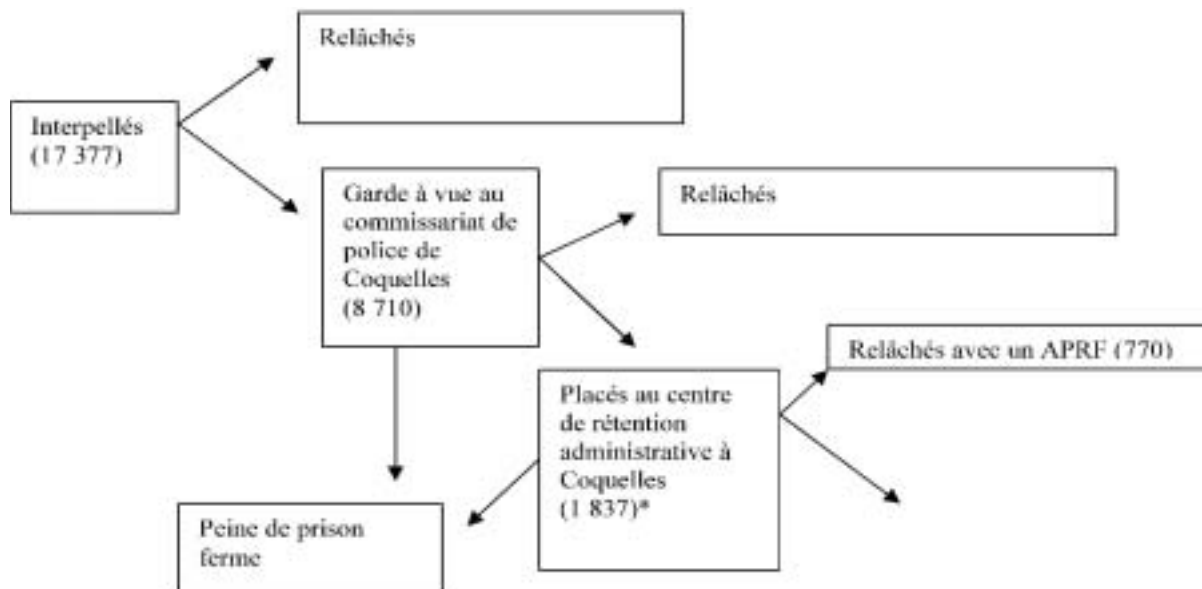 Relâchés
Interpellés
(17 377)
Garde à vue au
commissariat de
police de
Coquelles
(8 710)
Relâchés
Relâchés avec un APRF (770)
Placés au centre
de rétention
administrative à
Coquelles
(1 837)*
Peine de prison
ferme